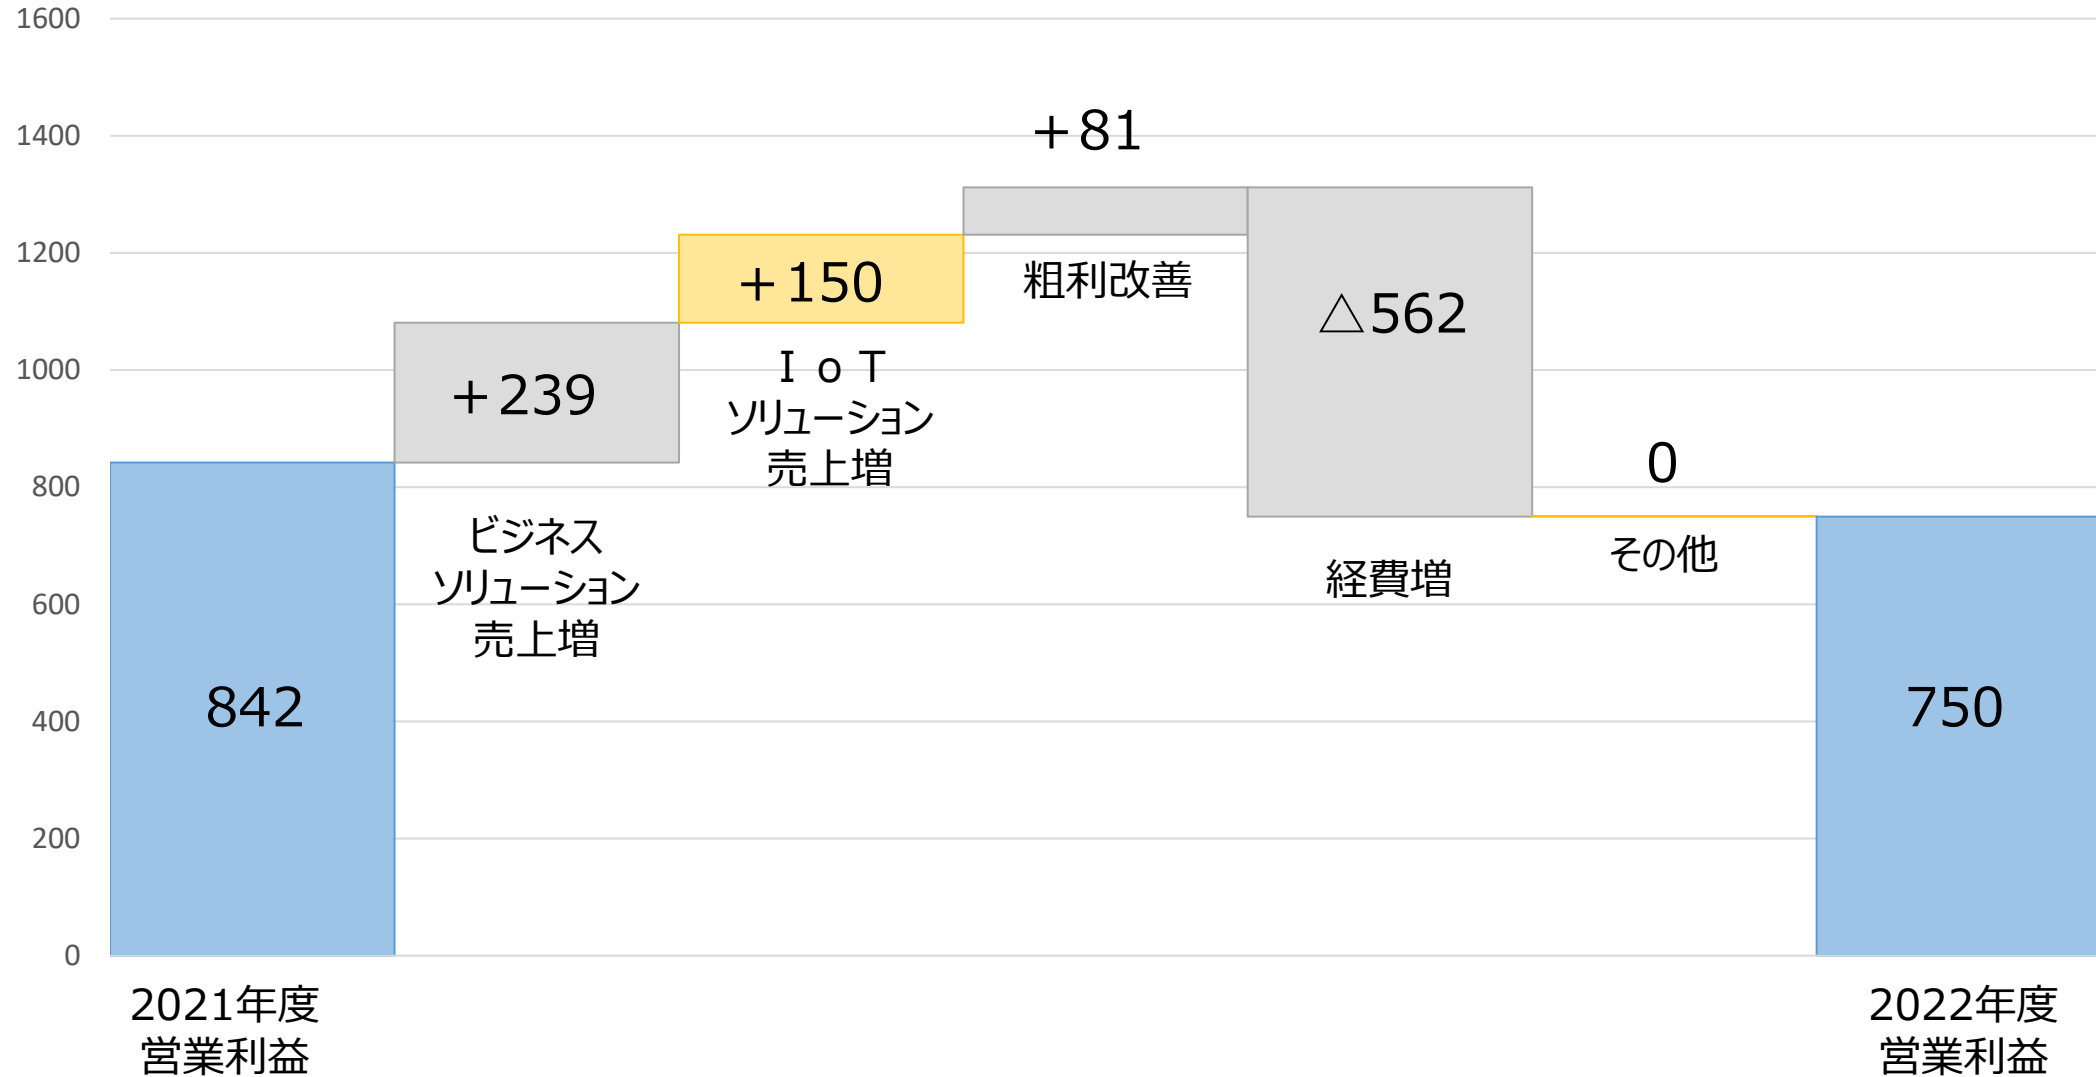 1600
1400
1200
1000
800
600
400
200
0
842
2021年度
営業利益
+239
ビジネス
ソリューション
売上増
+150
IoT
ソリューション
売上増
+81
粗利改善
△562
経費増
0
その他
750
2022年度
営業利益